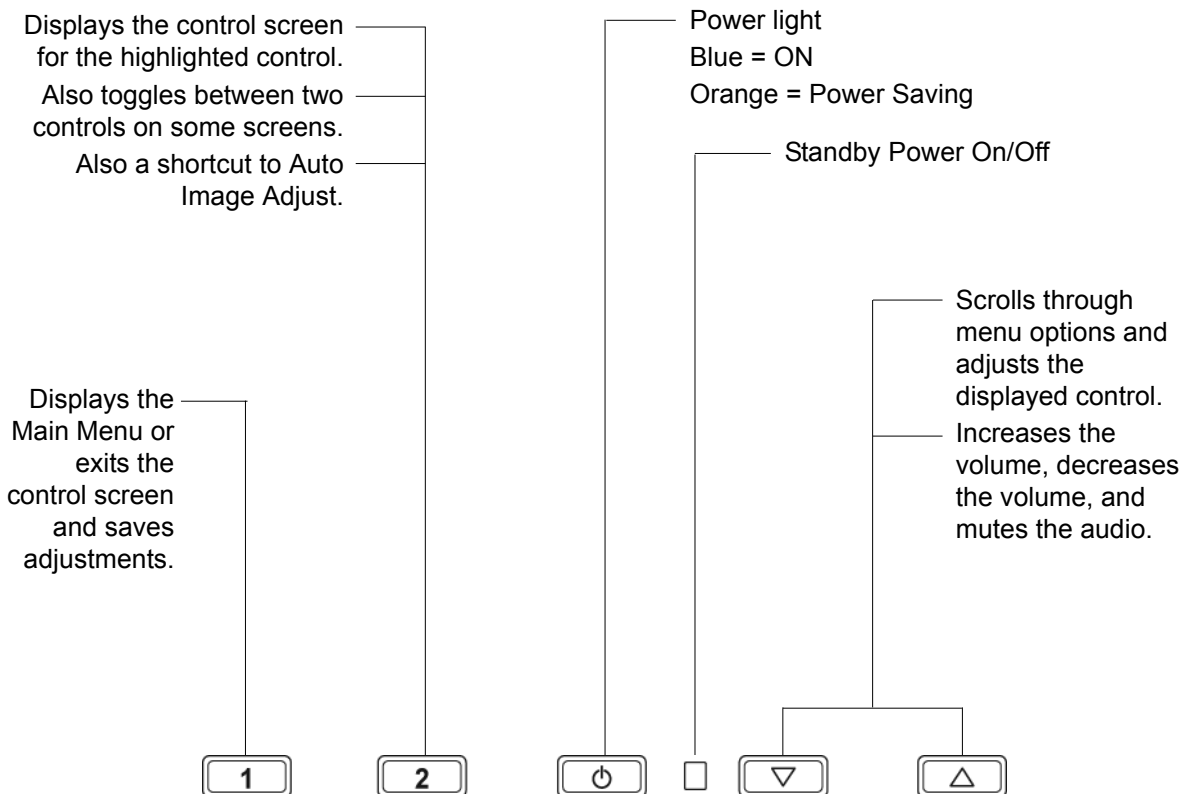 Displays the control screen
for the highlighted control.
Also toggles between two
controls on some screens.
Also a shortcut to Auto
Image Adjust.
Power light
Blue = ON
Orange = Power Saving
Standby Power On/Off
Scrolls through
menu options and
adjusts the
displayed control.
Increases the
volume, decreases
the volume, and
mutes the audio.
Displays the
Main Menu or
exits the
control screen
and saves
adjustments.
1
2